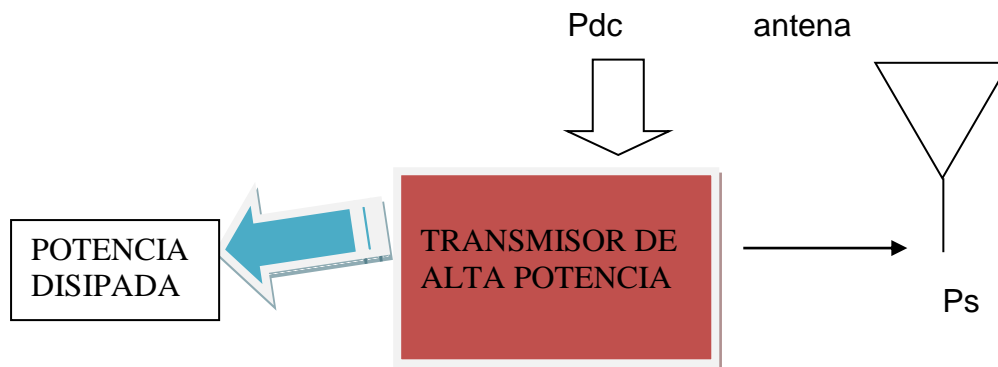 Pdc
antena
TRANSMISOR DE
ALTA POTENCIA
POTENCIA
DISIPADA
Ps